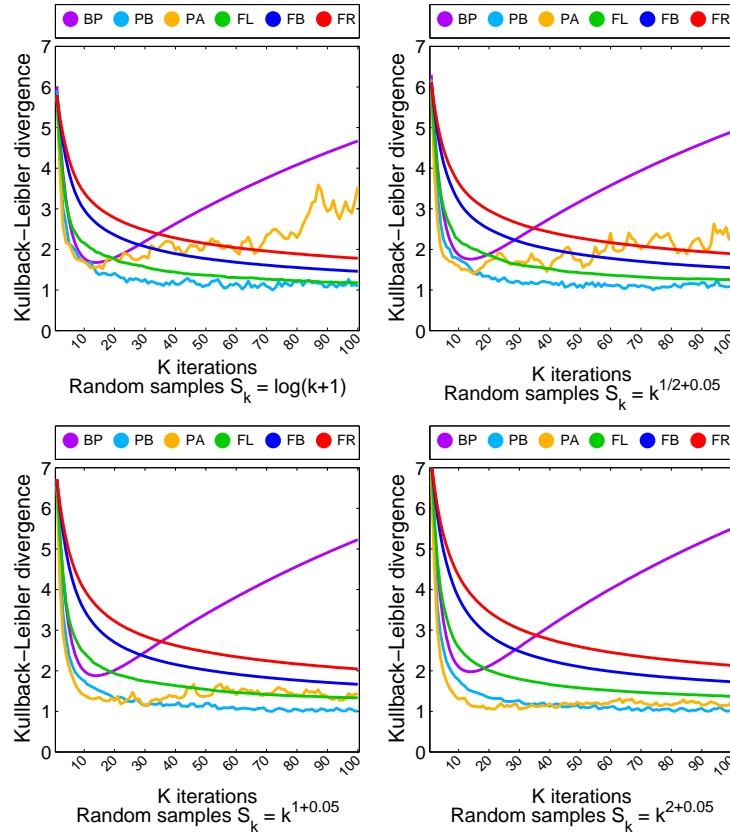 BP PB PA FL FB FR
Kullback−Leibler divergence
7
6
5
4
3
2
1
0
10 20 30 40 50 60 70 80 90 100
K iterations
Random samples S_k = log(k+1)
BP PB PA FL FB FR
Kullback−Leibler divergence
7
6
5
4
3
2
1
0
10 20 30 40 50 60 70 80 90 100
K iterations
Random samples S_k = k^{1/2+0.05}
BP PB PA FL FB FR
Kullback−Leibler divergence
7
6
5
4
3
2
1
0
10 20 30 40 50 60 70 80 90 100
K iterations
Random samples S_k = k^{1+0.05}
BP PB PA FL FB FR
Kullback−Leibler divergence
7
6
5
4
3
2
1
0
10 20 30 40 50 60 70 80 90 100
K iterations
Random samples S_k = k^{2+0.05}